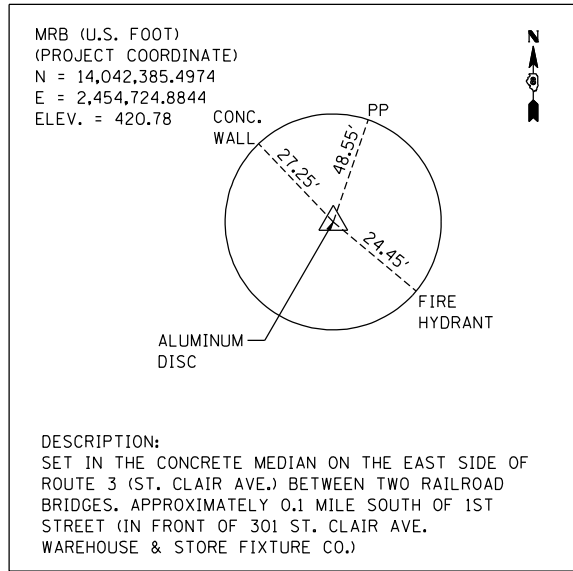 MRB (U.S. FOOT)
(PROJECT COORDINATE)
N = 14,042,385.4974
E = 2,454,724.8844
ELEV. = 420.78
N
CONC.
WALL
PP
27.25'
48.55'
24.45'
FIRE
HYDRANT
ALUMINUM
DISC
DESCRIPTION:
SET IN THE CONCRETE MEDIAN ON THE EAST SIDE OF
ROUTE 3 (ST. CLAIR AVE.) BETWEEN TWO RAILROAD
BRIDGES. APPROXIMATELY 0.1 MILE SOUTH OF 1ST
STREET (IN FRONT OF 301 ST. CLAIR AVE.
WAREHOUSE & STORE FIXTURE CO.)